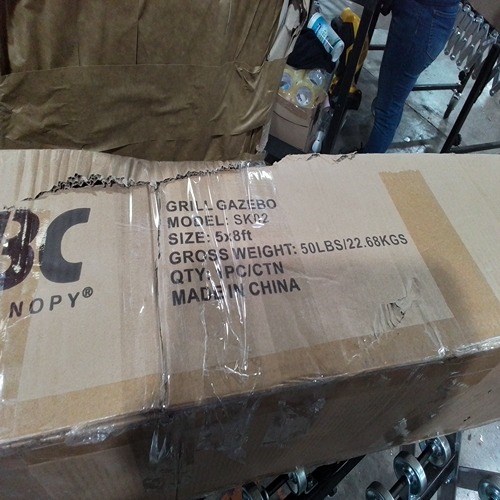 BC
NOPY®
GRILL GAZEBO
MODEL: SK02
SIZE: 5x8ft
GROSS WEIGHT: 50LBS/22.68KGS
QTY: 1PC/CTN
MADE IN CHINA